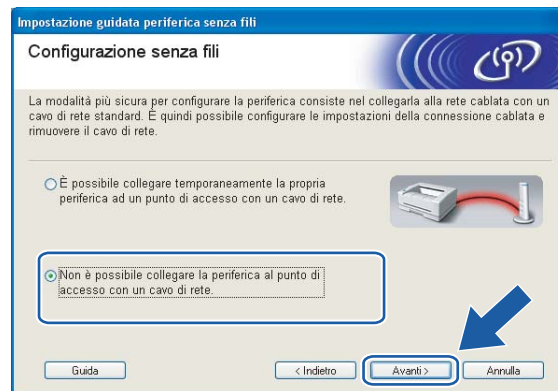 Impostazione guidata periferica senza fili
Configurazione senza fili
La modalità più sicura per configurare la periferica consiste nel collegarla alla rete cablata con un
cavo di rete standard. È quindi possibile configurare le impostazioni della connessione cablata e
rimuovere il cavo di rete.
È possibile collegare temporaneamente la propria
periferica ad un punto di accesso con un cavo di rete.
Non è possibile collegare la periferica al punto di
accesso con un cavo di rete.
Guida
< Indietro
Avanti >
Annulla